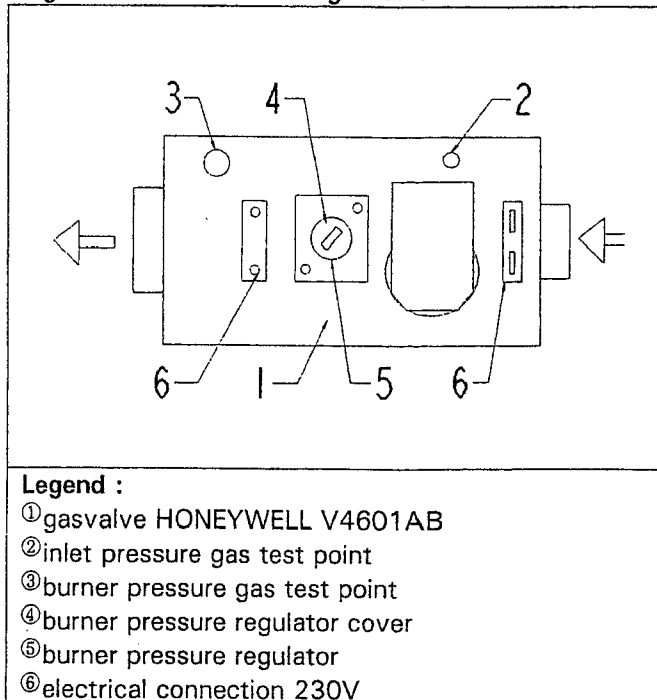 3 4 2
6 1 5 6
Legend :
①gasvalve HONEYWELL V4601AB
②inlet pressure gas test point
③burner pressure gas test point
④burner pressure regulator cover
⑤burner pressure regulator
⑥electrical connection 230V